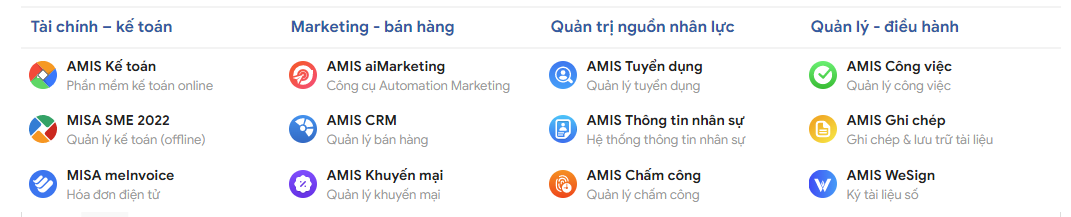 Tài chính – kế toán
AMIS Kế toán
Phần mềm kế toán online
MISA SME 2022
Quản lý kế toán (offline)
MISA meInvoice
Hóa đơn điện tử
Marketing - bán hàng
AMIS aiMarketing
Công cụ Automation Marketing
AMIS CRM
Quản lý bán hàng
AMIS Khuyến mại
Quản lý khuyến mại
Quản trị nguồn nhân lực
AMIS Tuyển dụng
Quản lý tuyển dụng
AMIS Thông tin nhân sự
Hệ thống thông tin nhân sự
AMIS Chấm công
Quản lý chấm công
Quản lý - điều hành
AMIS Công việc
Quản lý công việc
AMIS Ghi chép
Ghi chép & lưu trữ tài liệu
AMIS WeSign
Ký tài liệu số